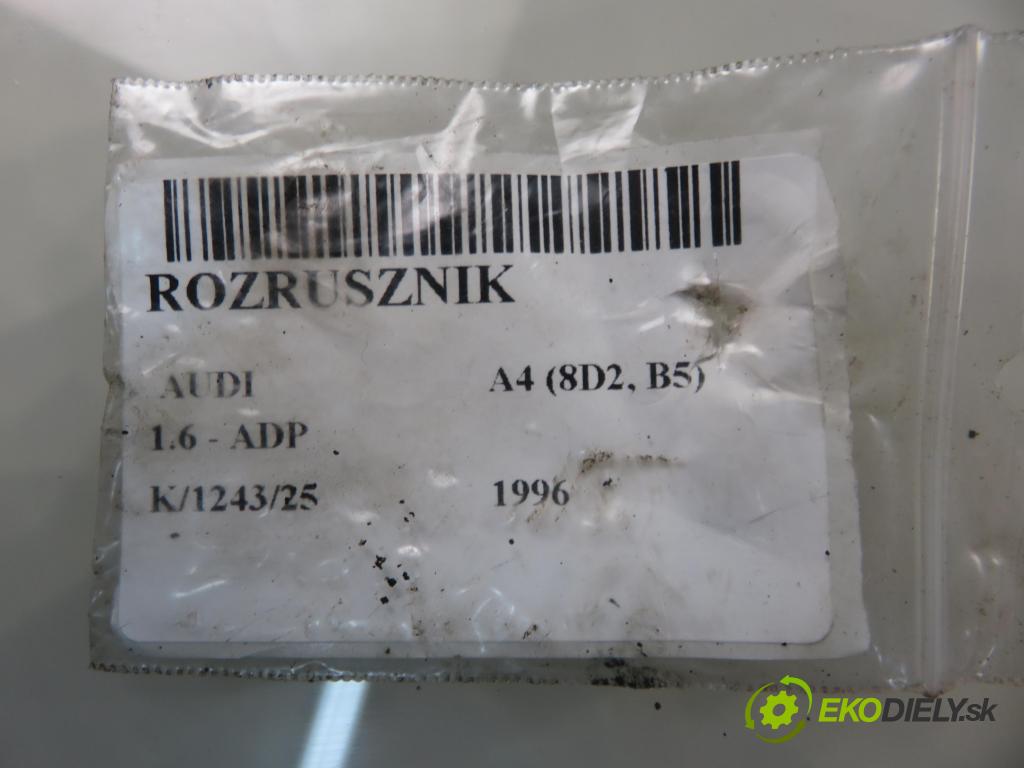 ROZRUSZNIK
AUDI A4 (8D2, B5)
1.6 - ADP
K/1243/25 1996
EKODIELY.sk